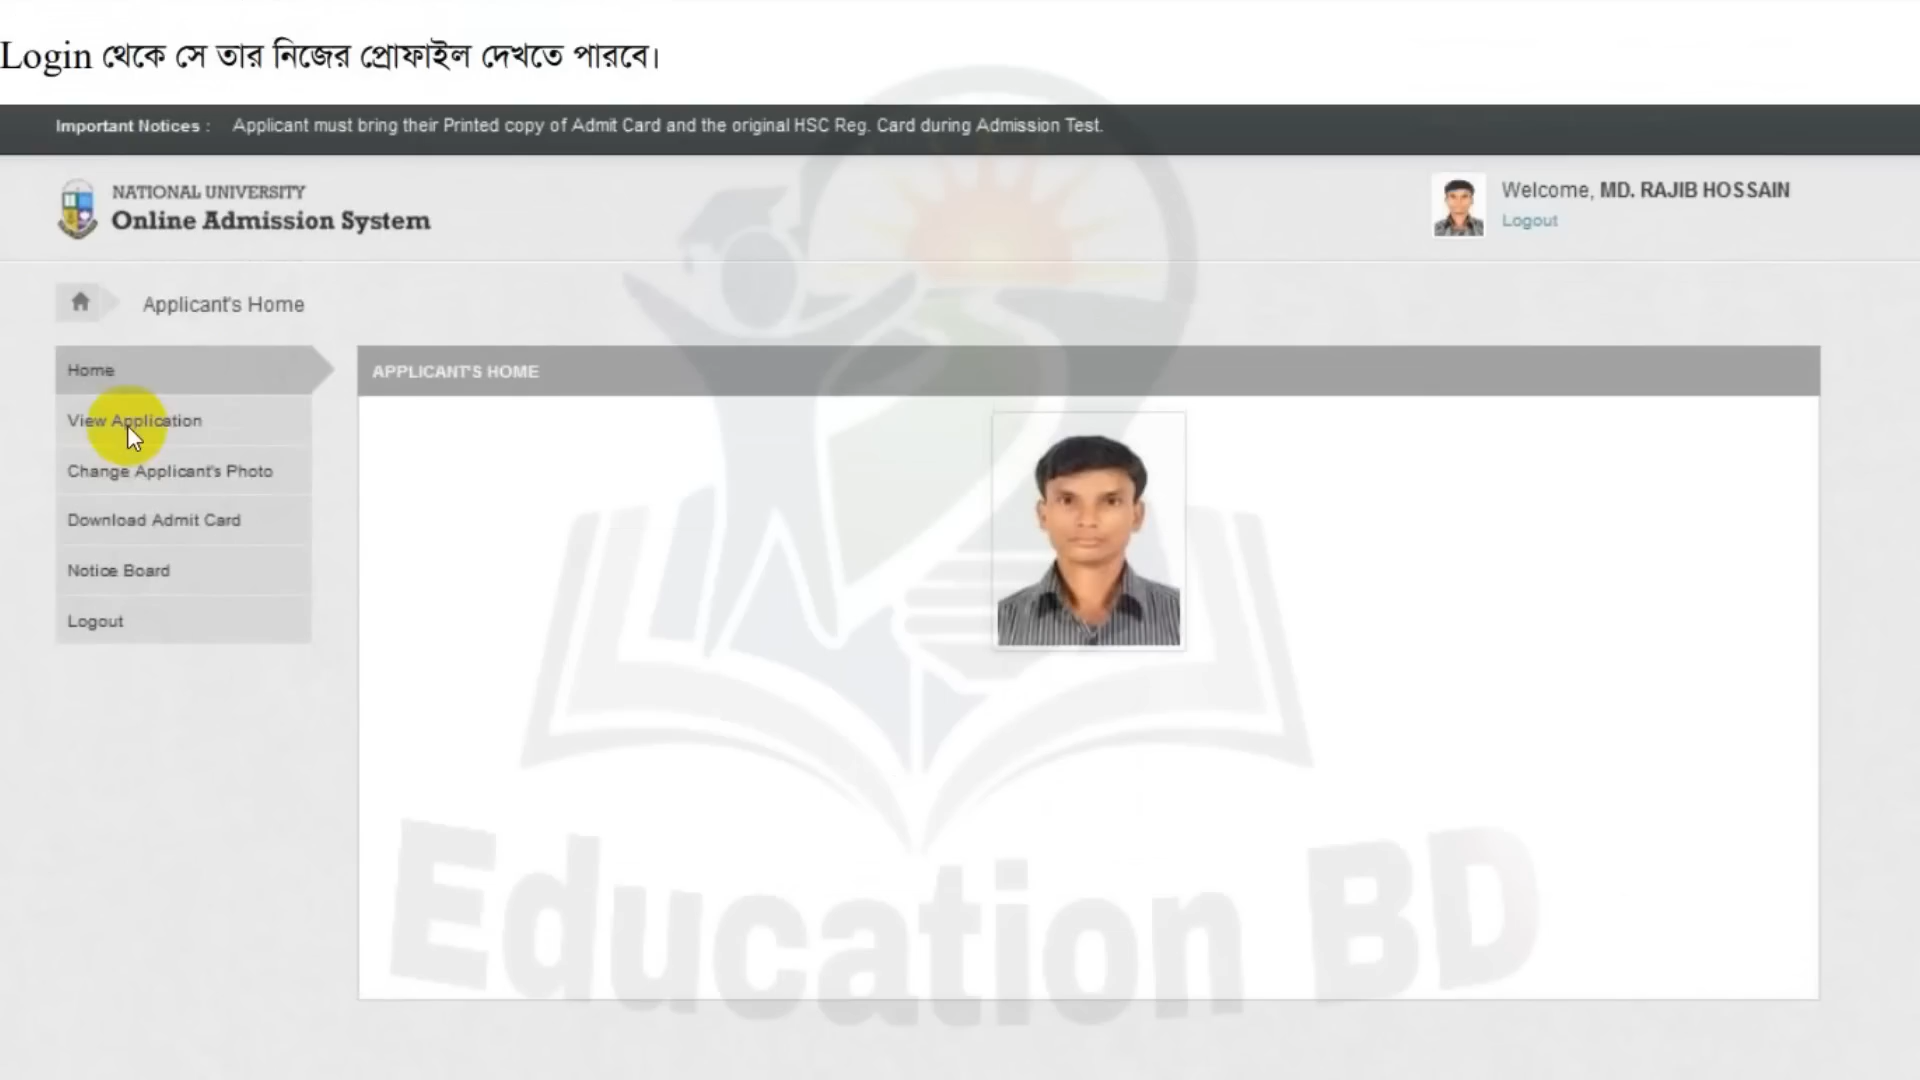 Login থেকে সে তার নিজের প্রোফাইল দেখতে পারবে।
Important Notices : Applicant must bring their Printed copy of Admit Card and the original HSC Reg. Card during Admission Test.
NATIONAL UNIVERSITY
Online Admission System
Welcome, MD. RAJIB HOSSAIN
Logout
Applicant's Home
Home
View Application
Change Applicant's Photo
Download Admit Card
Notice Board
Logout
APPLICANT'S HOME
Education BD